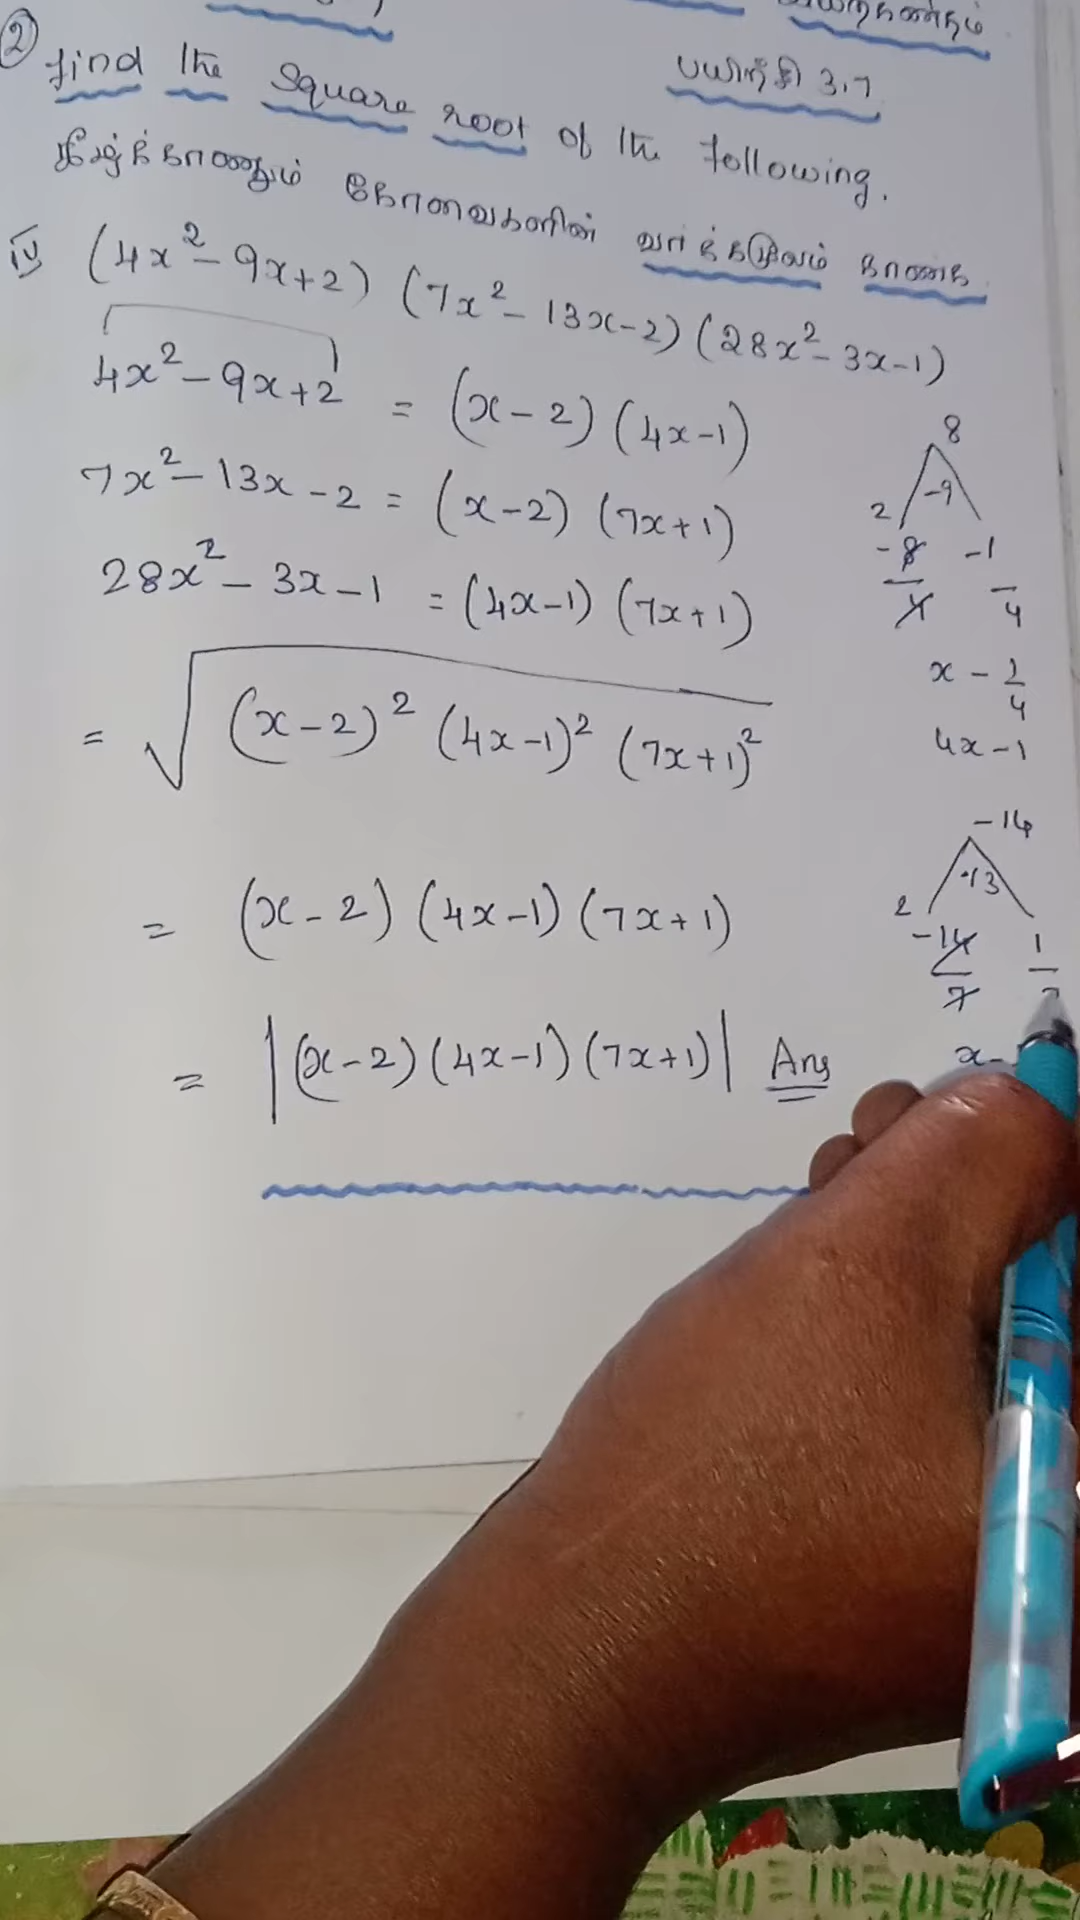 ② find the square root of the following.
பயிற்சி 3.7
கீழ்க்காணும் கோவைகளின் வர்க்கமூலம் காண்க.
iv (4x² - 9x + 2) (7x² - 13x - 2) (28x² - 3x - 1)
4x² - 9x + 2 = (x - 2) (4x - 1)
7x² - 13x - 2 = (x - 2) (7x + 1)
28x² - 3x - 1 = (4x - 1) (7x + 1)
= √(x - 2)² (4x - 1)² (7x + 1)²
= (x - 2) (4x - 1) (7x + 1)
= |(x - 2) (4x - 1) (7x + 1)| Ans
8
-9
2
-8 -1
4 4
x - 1/4
4x - 1
-14
-13
2
-14 1
7
x -